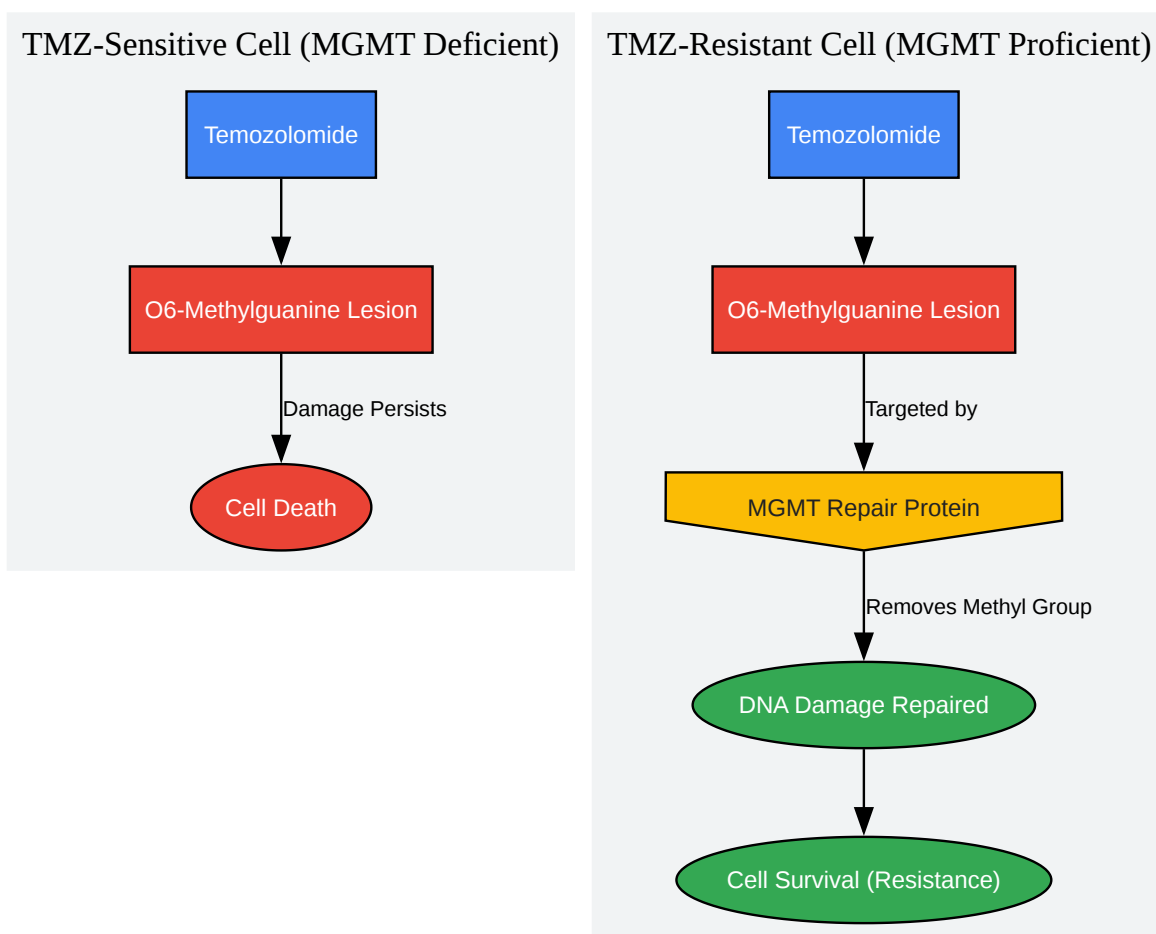 TMZ-Sensitive Cell (MGMT Deficient)
Temozolomide
O6-Methylguanine Lesion
Damage Persists
Cell Death
TMZ-Resistant Cell (MGMT Proficient)
Temozolomide
O6-Methylguanine Lesion
Targeted by
MGMT Repair Protein
Removes Methyl Group
DNA Damage Repaired
Cell Survival (Resistance)